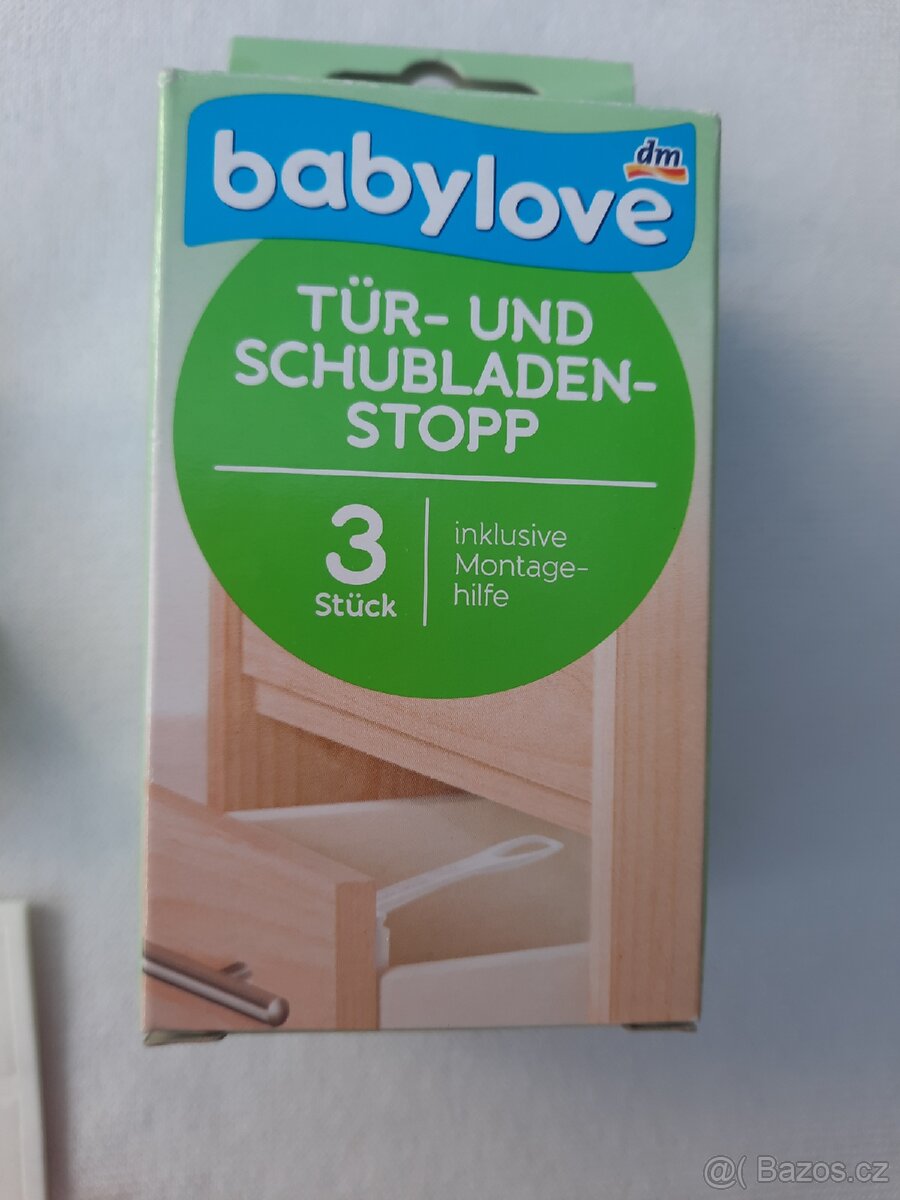 babylove
dm
TÜR- UND
SCHUBLADEN-
STOPP
3
Stück
inklusive
Montage-
hilfe
@( Bazos.cz